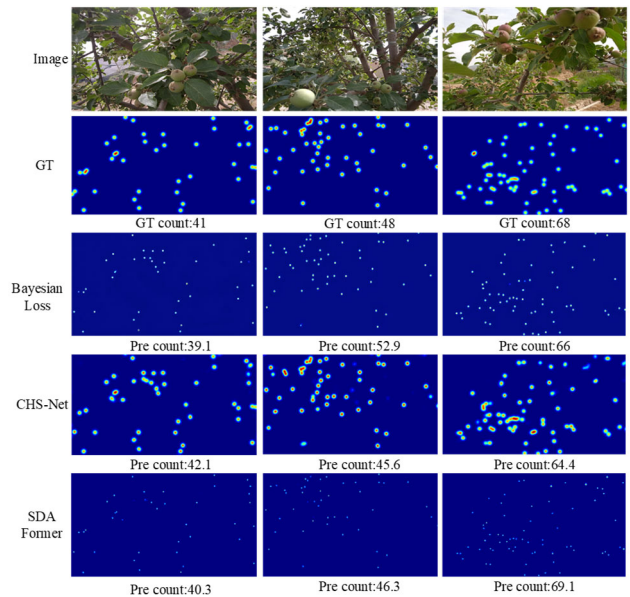 Image
GT
GT count:41
GT count:48
GT count:68
Bayesian
Loss
Pre count:39.1
Pre count:52.9
Pre count:66
CHS-Net
Pre count:42.1
Pre count:45.6
Pre count:64.4
SDA
Former
Pre count:40.3
Pre count:46.3
Pre count:69.1